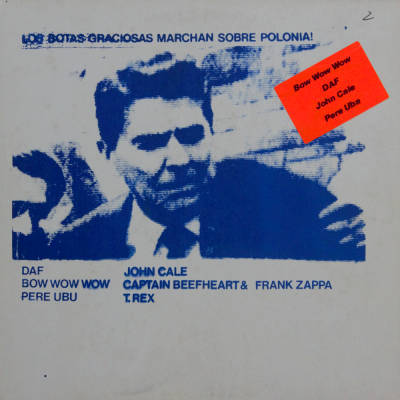 LOS BOTAS GRACIOSAS MARCHAN SOBRE POLONIA!
2
Bow Wow Wow
DAF
John Cale
Pere Uba
DAF JOHN CALE
BOW WOW WOW CAPTAIN BEEFHEART & FRANK ZAPPA
PERE UBU T. REX